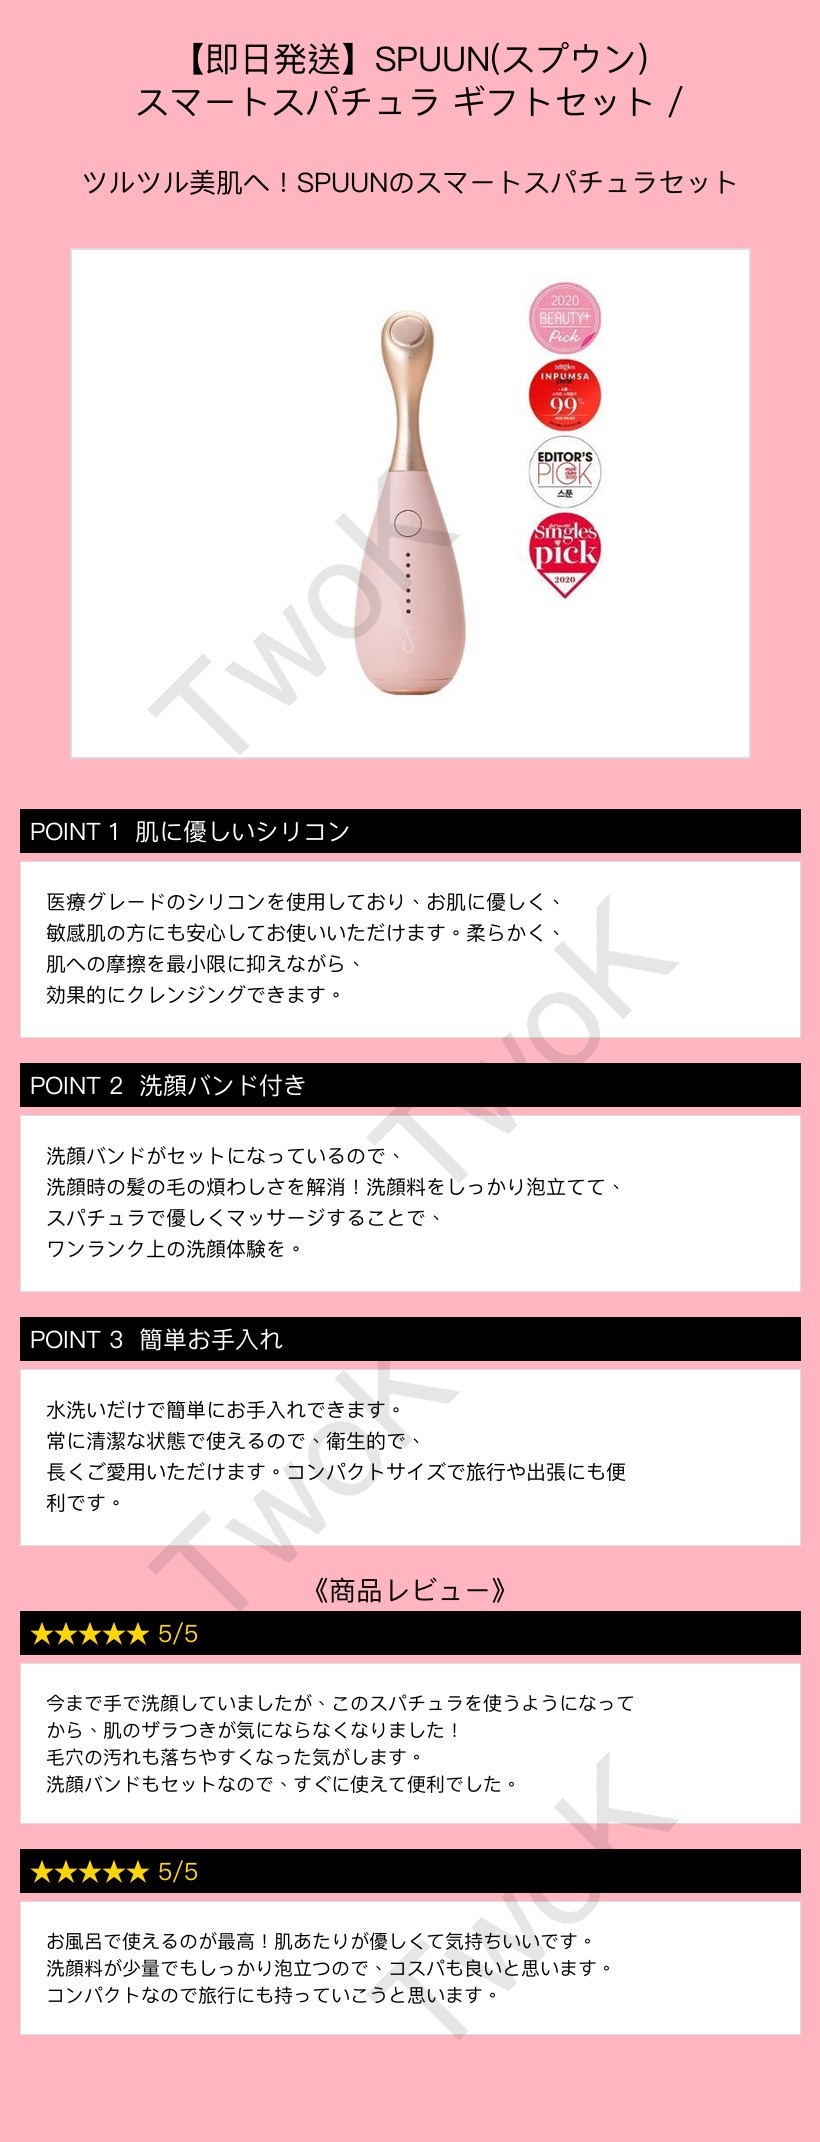 【即日発送】SPUUN(スプウン)
スマートスパチュラ ギフトセット /
ツルツル美肌へ！SPUUNのスマートスパチュラセット
2020
BEAUTY+
Pick
singles
INPUMSA
99
EDITOR'S
PICK
스푼
singles
pick
2020
TwoK
POINT 1 肌に優しいシリコン
医療グレードのシリコンを使用しており、お肌に優しく、
敏感肌の方にも安心してお使いいただけます。柔らかく、
肌への摩擦を最小限に抑えながら、
効果的にクレンジングできます。
TwoK
POINT 2 洗顔バンド付き
洗顔バンドがセットになっているので、
洗顔時の髪の毛の煩わしさを解消！洗顔料をしっかり泡立てて、
スパチュラで優しくマッサージすることで、
ワンランク上の洗顔体験を。
POINT 3 簡単お手入れ
水洗いだけで簡単にお手入れできます。
常に清潔な状態で使えるので、衛生的で、
長くご愛用いただけます。コンパクトサイズで旅行や出張にも便
利です。
TwoK
《商品レビュー》
★★★★★ 5/5
今まで手で洗顔していましたが、このスパチュラを使うようになって
から、肌のザラつきが気にならなくなりました！
毛穴の汚れも落ちやすくなった気がします。
洗顔バンドもセットなので、すぐに使えて便利でした。
★★★★★ 5/5
お風呂で使えるのが最高！肌あたりが優しくて気持ちいいです。
洗顔料が少量でもしっかり泡立つので、コスパも良いと思います。
コンパクトなので旅行にも持っていこうと思います。
TwoK